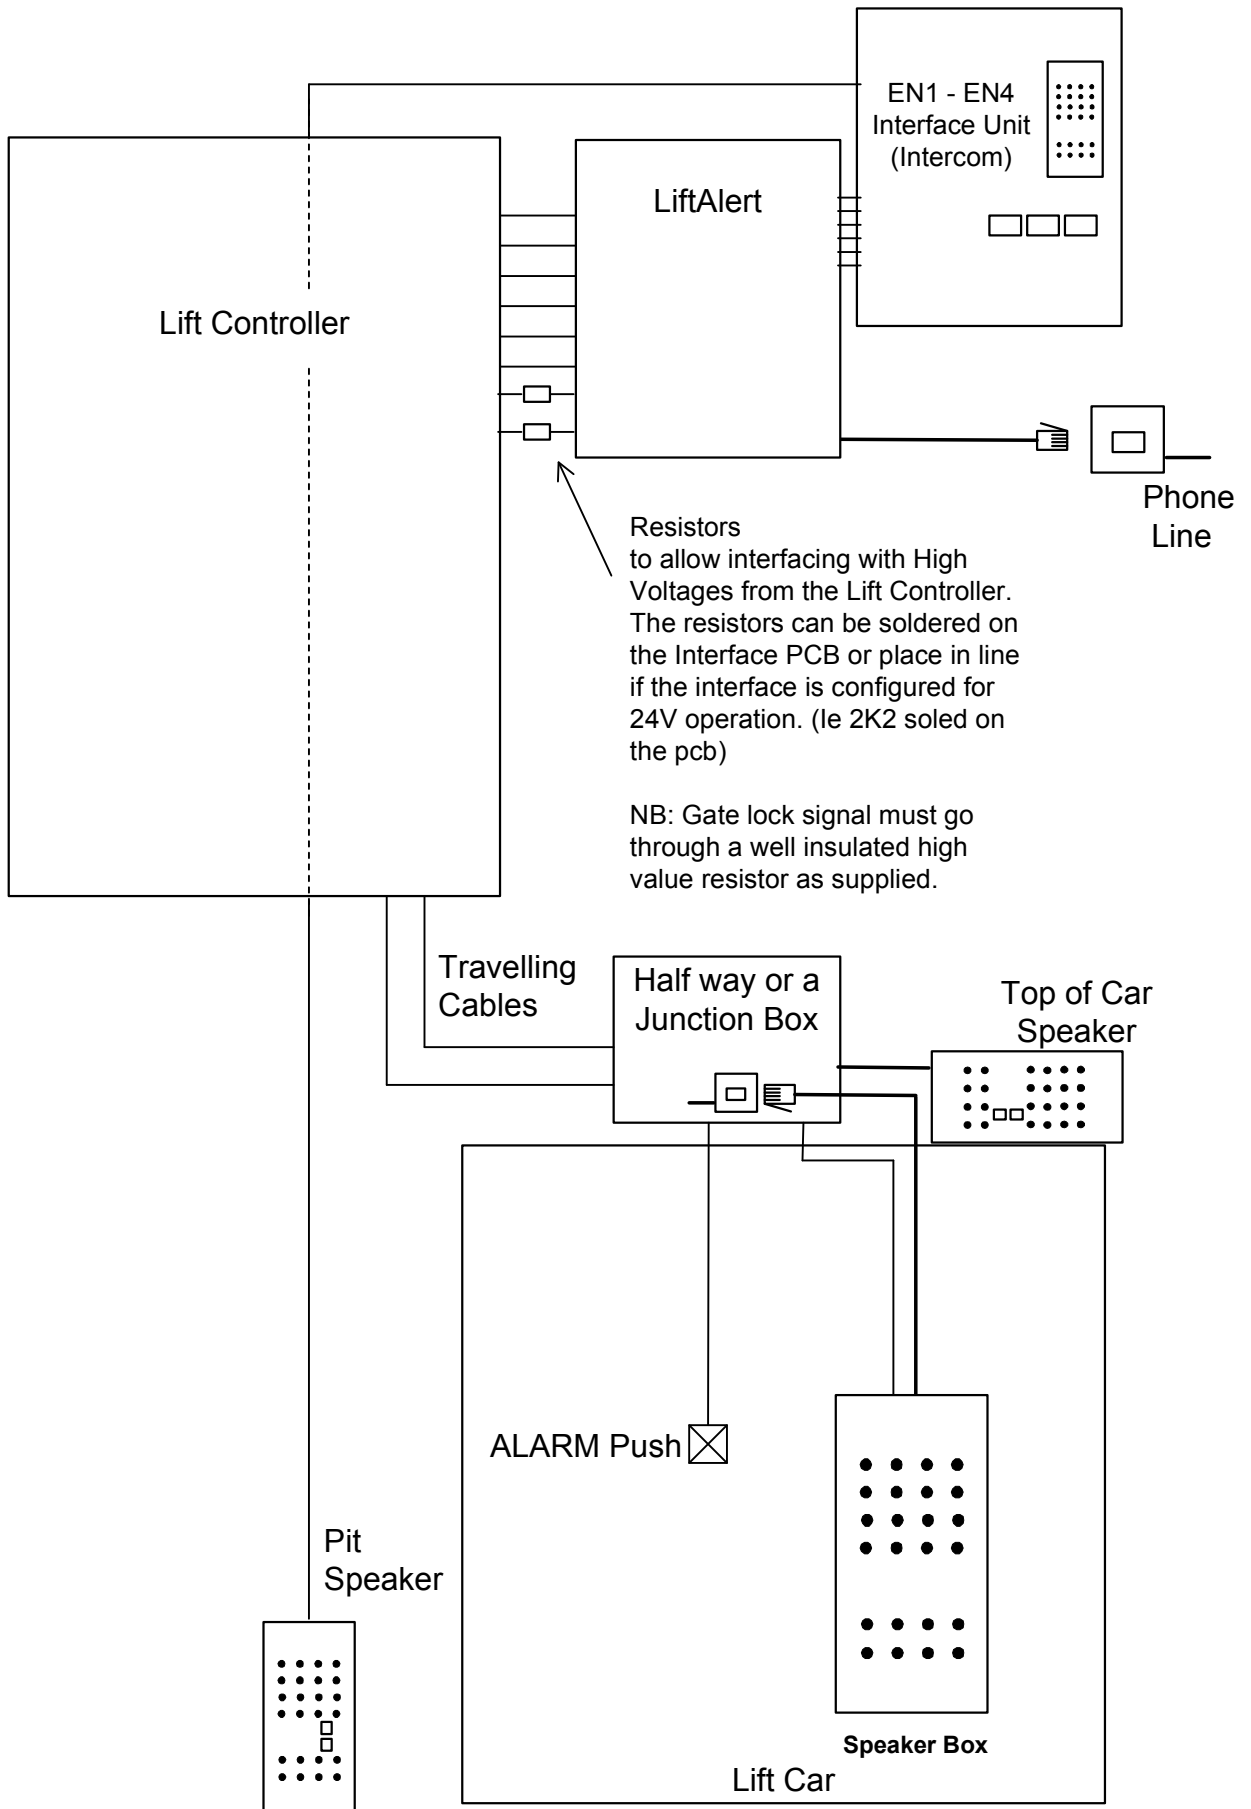 EN1 - EN4
Interface Unit
(Intercom)
LiftAlert
Lift Controller
Phone
Line
Resistors
to allow interfacing with High
Voltages from the Lift Controller.
The resistors can be soldered on
the Interface PCB or place in line
if the interface is configured for
24V operation. (Ie 2K2 soled on
the pcb)
NB: Gate lock signal must go
through a well insulated high
value resistor as supplied.
Travelling
Cables
Half way or a
Junction Box
Top of Car
Speaker
ALARM Push
Pit
Speaker
Speaker Box
Lift Car